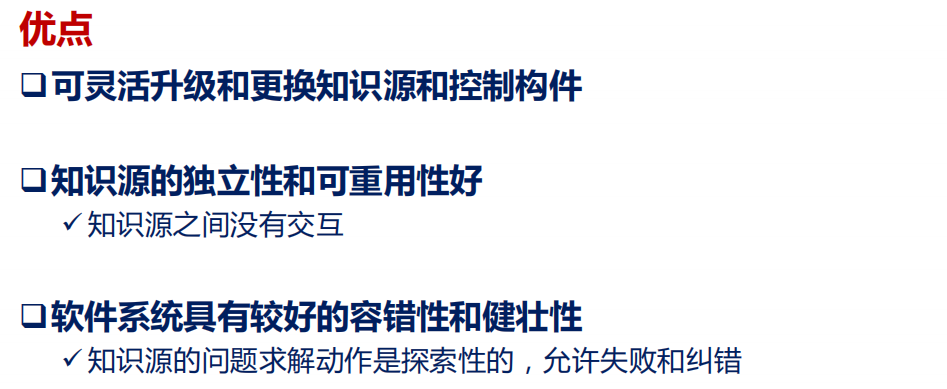 优点
❑可灵活升级和更换知识源和控制构件
❑知识源的独立性和可重用性好
✓知识源之间没有交互
❑软件系统具有较好的容错性和健壮性
✓知识源的问题求解动作是探索性的，允许失败和纠错